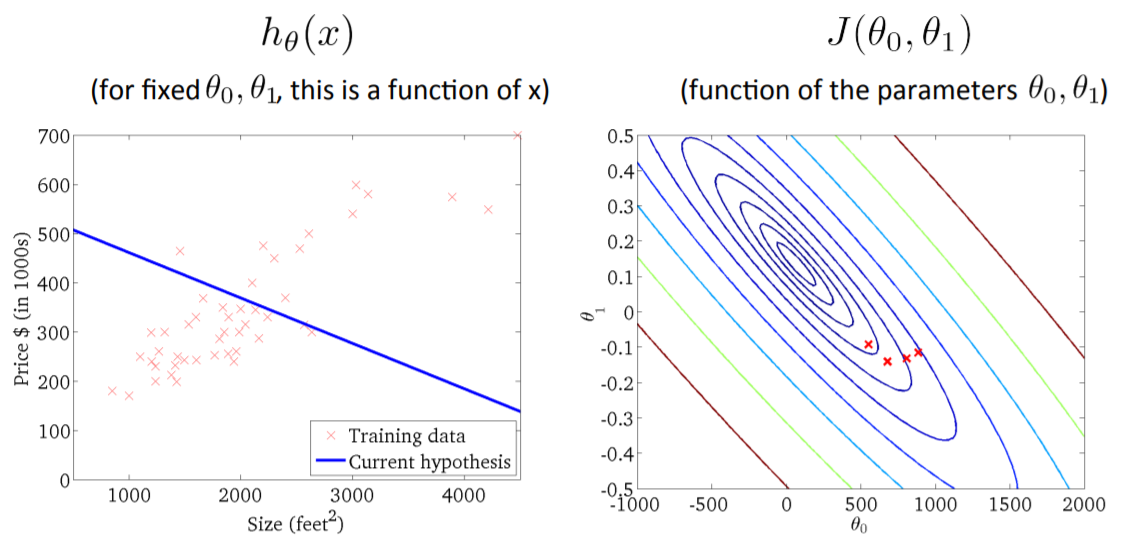 hθ(x)
(for fixed θ0, θ1, this is a function of x)
700
600
500
400
300
200
100
0
1000 2000 3000 4000
Price $ (in 1000s)
Size (feet²)
Training data
Current hypothesis
J(θ0, θ1)
(function of the parameters θ0, θ1)
0.5
0.4
0.3
0.2
0.1
0
-0.1
-0.2
-0.3
-0.4
-0.5
-1000 -500 0 500 1000 1500 2000
θ1
θ0